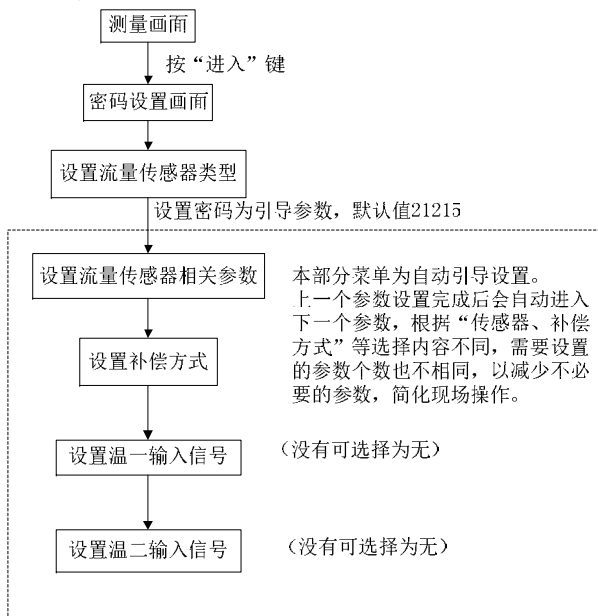 测量画面
按“进入”键
密码设置画面
设置流量传感器类型
设置密码为引导参数，默认值21215
设置流量传感器相关参数
本部分菜单为自动引导设置。
上一个参数设置完成后会自动进入
下一个参数，根据“传感器、补偿
方式”等选择内容不同，需要设置
的参数个数也不相同，以减少不必
要的参数，简化现场操作。
设置补偿方式
设置温一输入信号
（没有可选择为无）
设置温二输入信号
（没有可选择为无）